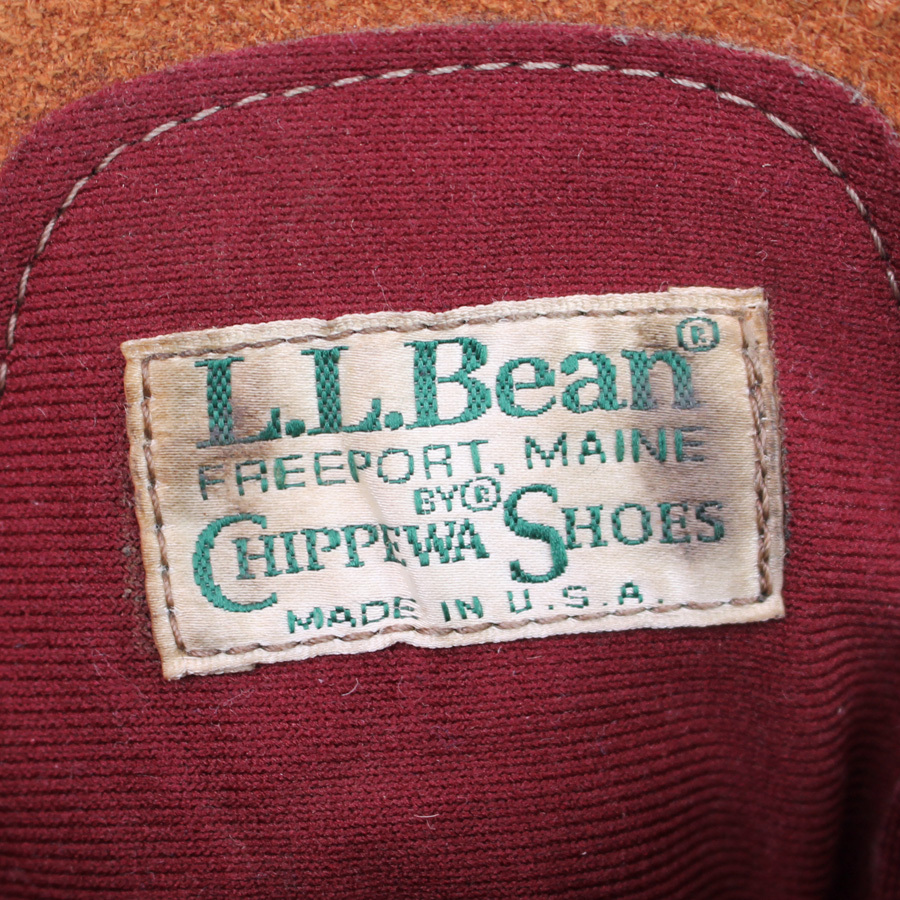 L.L.Bean®
FREEPORT, MAINE
BY®
CHIPPEWA SHOES
MADE IN U.S.A.